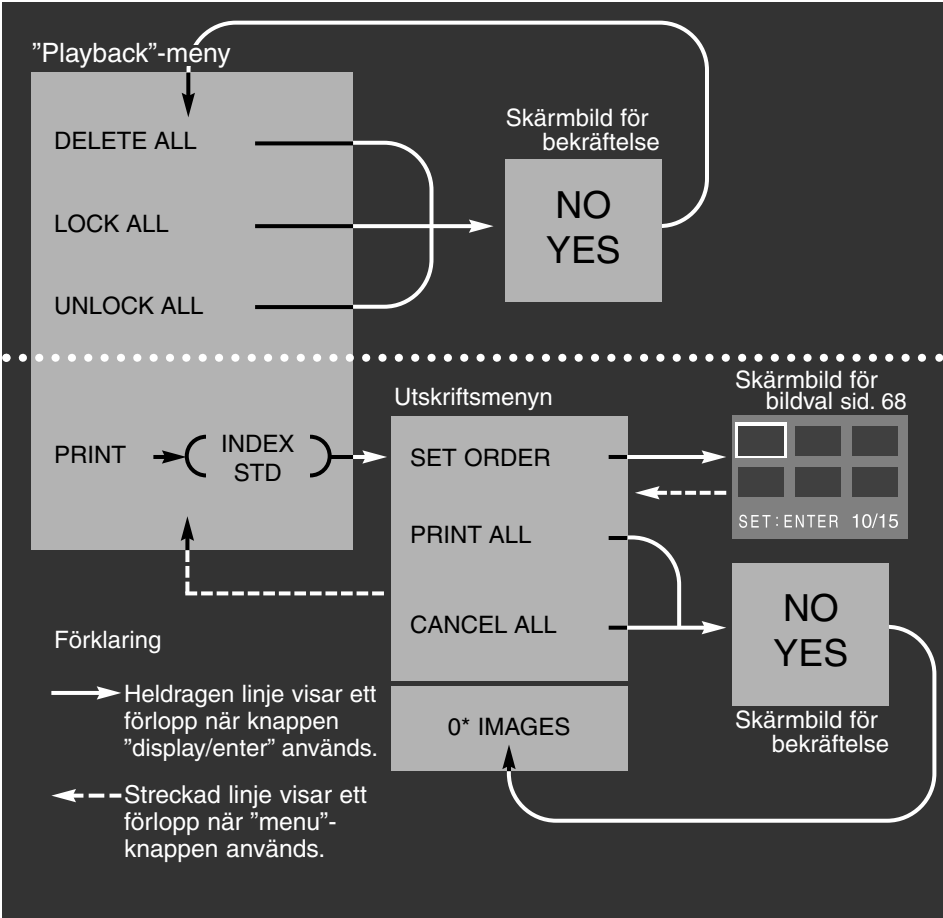 ”Playback”-meny
DELETE ALL
LOCK ALL
UNLOCK ALL
Skärmbild för
bekräftelse
NO
YES
PRINT
INDEX
STD
Utskriftsmenyn
SET ORDER
PRINT ALL
CANCEL ALL
0* IMAGES
Skärmbild för
bildval sid. 68
SET:ENTER 10/15
NO
YES
Skärmbild för
bekräftelse
Förklaring
Heldragen linje visar ett
förlopp när knappen
”display/enter” används.
Streckad linje visar ett
förlopp när ”menu”-
knappen används.